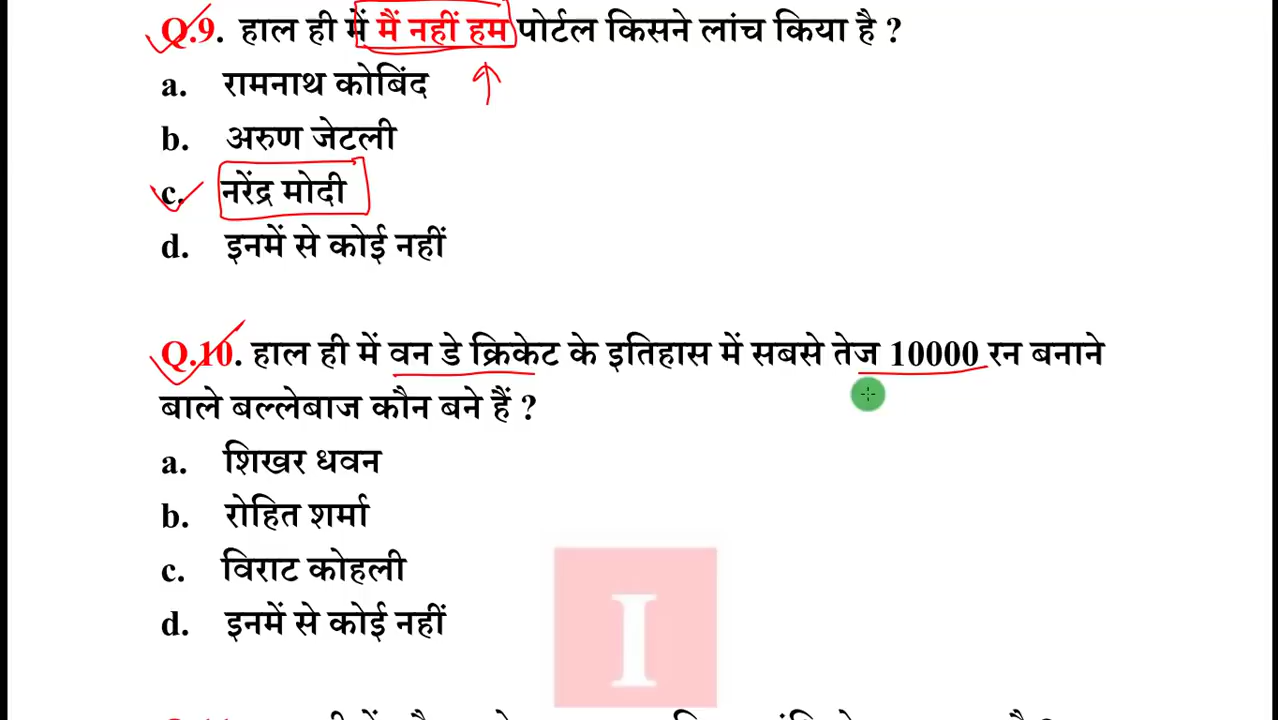 Q.9. हाल ही में मैं नहीं हम पोर्टल किसने लांच किया है ?
a. रामनाथ कोबिंद
b. अरुण जेटली
c. नरेंद्र मोदी
d. इनमें से कोई नहीं
Q.10. हाल ही में वन डे क्रिकेट के इतिहास में सबसे तेज 10000 रन बनाने
बाले बल्लेबाज कौन बने हैं ?
a. शिखर धवन
b. रोहित शर्मा
c. विराट कोहली
d. इनमें से कोई नहीं
I